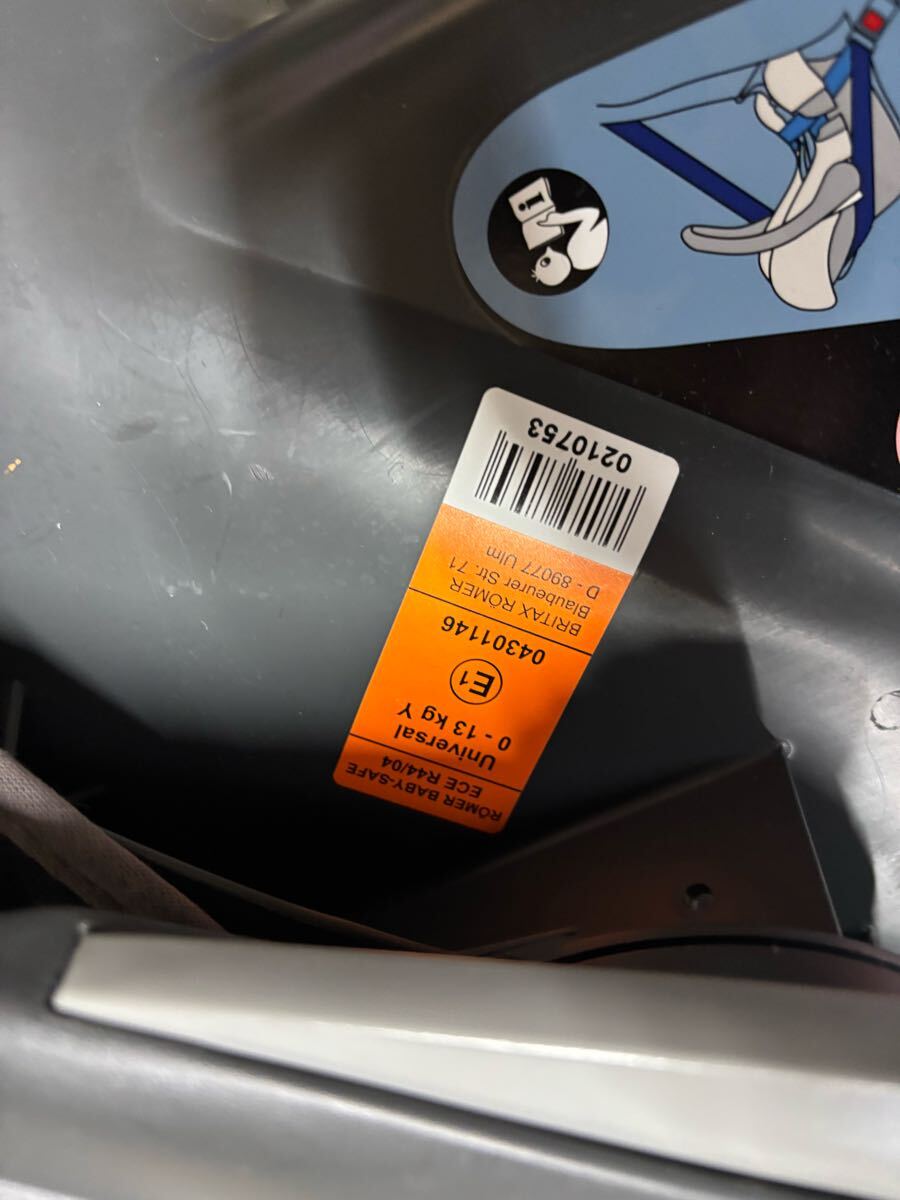 RÖMER BABY-SAFE
ECE R44/04
Universal
0 - 13 kg Y
E1
04301146
BRITAX RÖMER
Blaubeurer Str. 71
D - 89077 Ulm
0210753
i